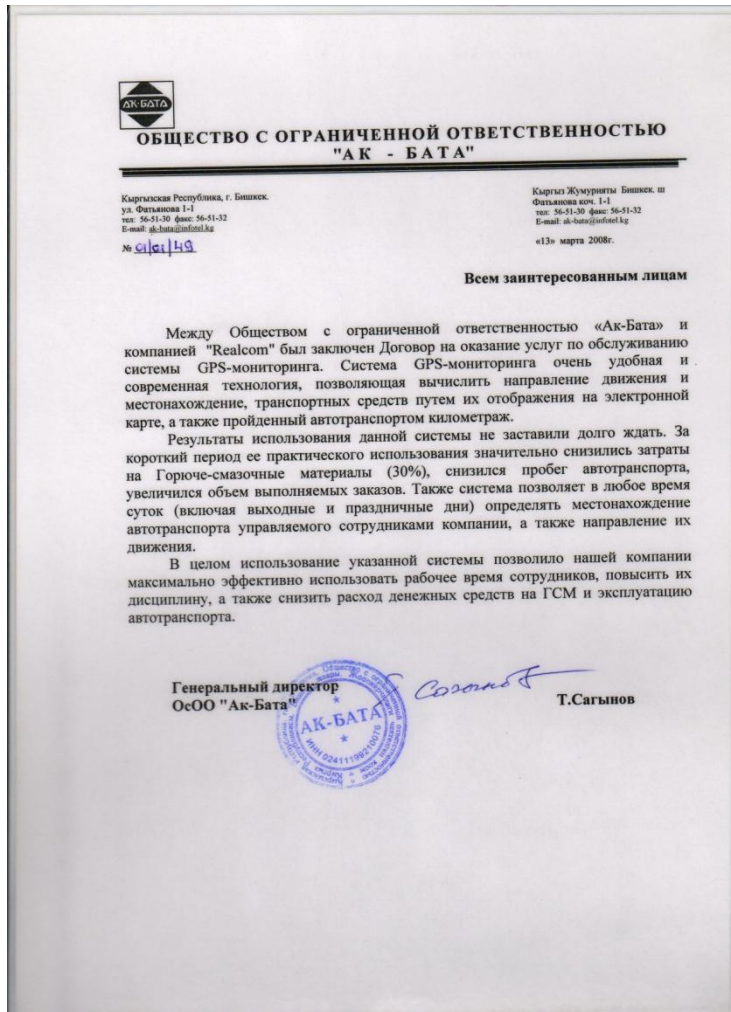 АК-БАТА
ОБЩЕСТВО С ОГРАНИЧЕННОЙ ОТВЕТСТВЕННОСТЬЮ
"АК - БАТА"
Кыргызская Республика, г. Бишкек.
ул. Фатьянова 1-1
тел: 56-51-30 факс: 56-51-32
E-mail: ak-bata@infotel.kg
№
Кыргыз Жумурияты Бишкек. ш
Фатьянова коч. 1-1
тел: 56-51-30 факс: 56-51-32
E-mail: ak-bata@infotel.kg
«13» марта 2008г.
Всем заинтересованным лицам
Между Обществом с ограниченной ответственностью «Ак-Бата» и
компанией "Realcom" был заключен Договор на оказание услуг по обслуживанию
системы GPS-мониторинга. Система GPS-мониторинга очень удобная и
современная технология, позволяющая вычислить направление движения и
местонахождение, транспортных средств путем их отображения на электронной
карте, а также пройденный автотранспортом километраж.
Результаты использования данной системы не заставили долго ждать. За
короткий период ее практического использования значительно снизились затраты
на Горюче-смазочные материалы (30%), снизился пробег автотранспорта,
увеличился объем выполняемых заказов. Также система позволяет в любое время
суток (включая выходные и праздничные дни) определять местонахождение
автотранспорта управляемого сотрудниками компании, а также направление их
движения.
В целом использование указанной системы позволило нашей компании
максимально эффективно использовать рабочее время сотрудников, повысить их
дисциплину, а также снизить расход денежных средств на ГСМ и эксплуатацию
автотранспорта.
Генеральный директор
ОсОО "Ак-Бата"
Т.Сагынов
АК-БАТА
ИНН 02411199210076